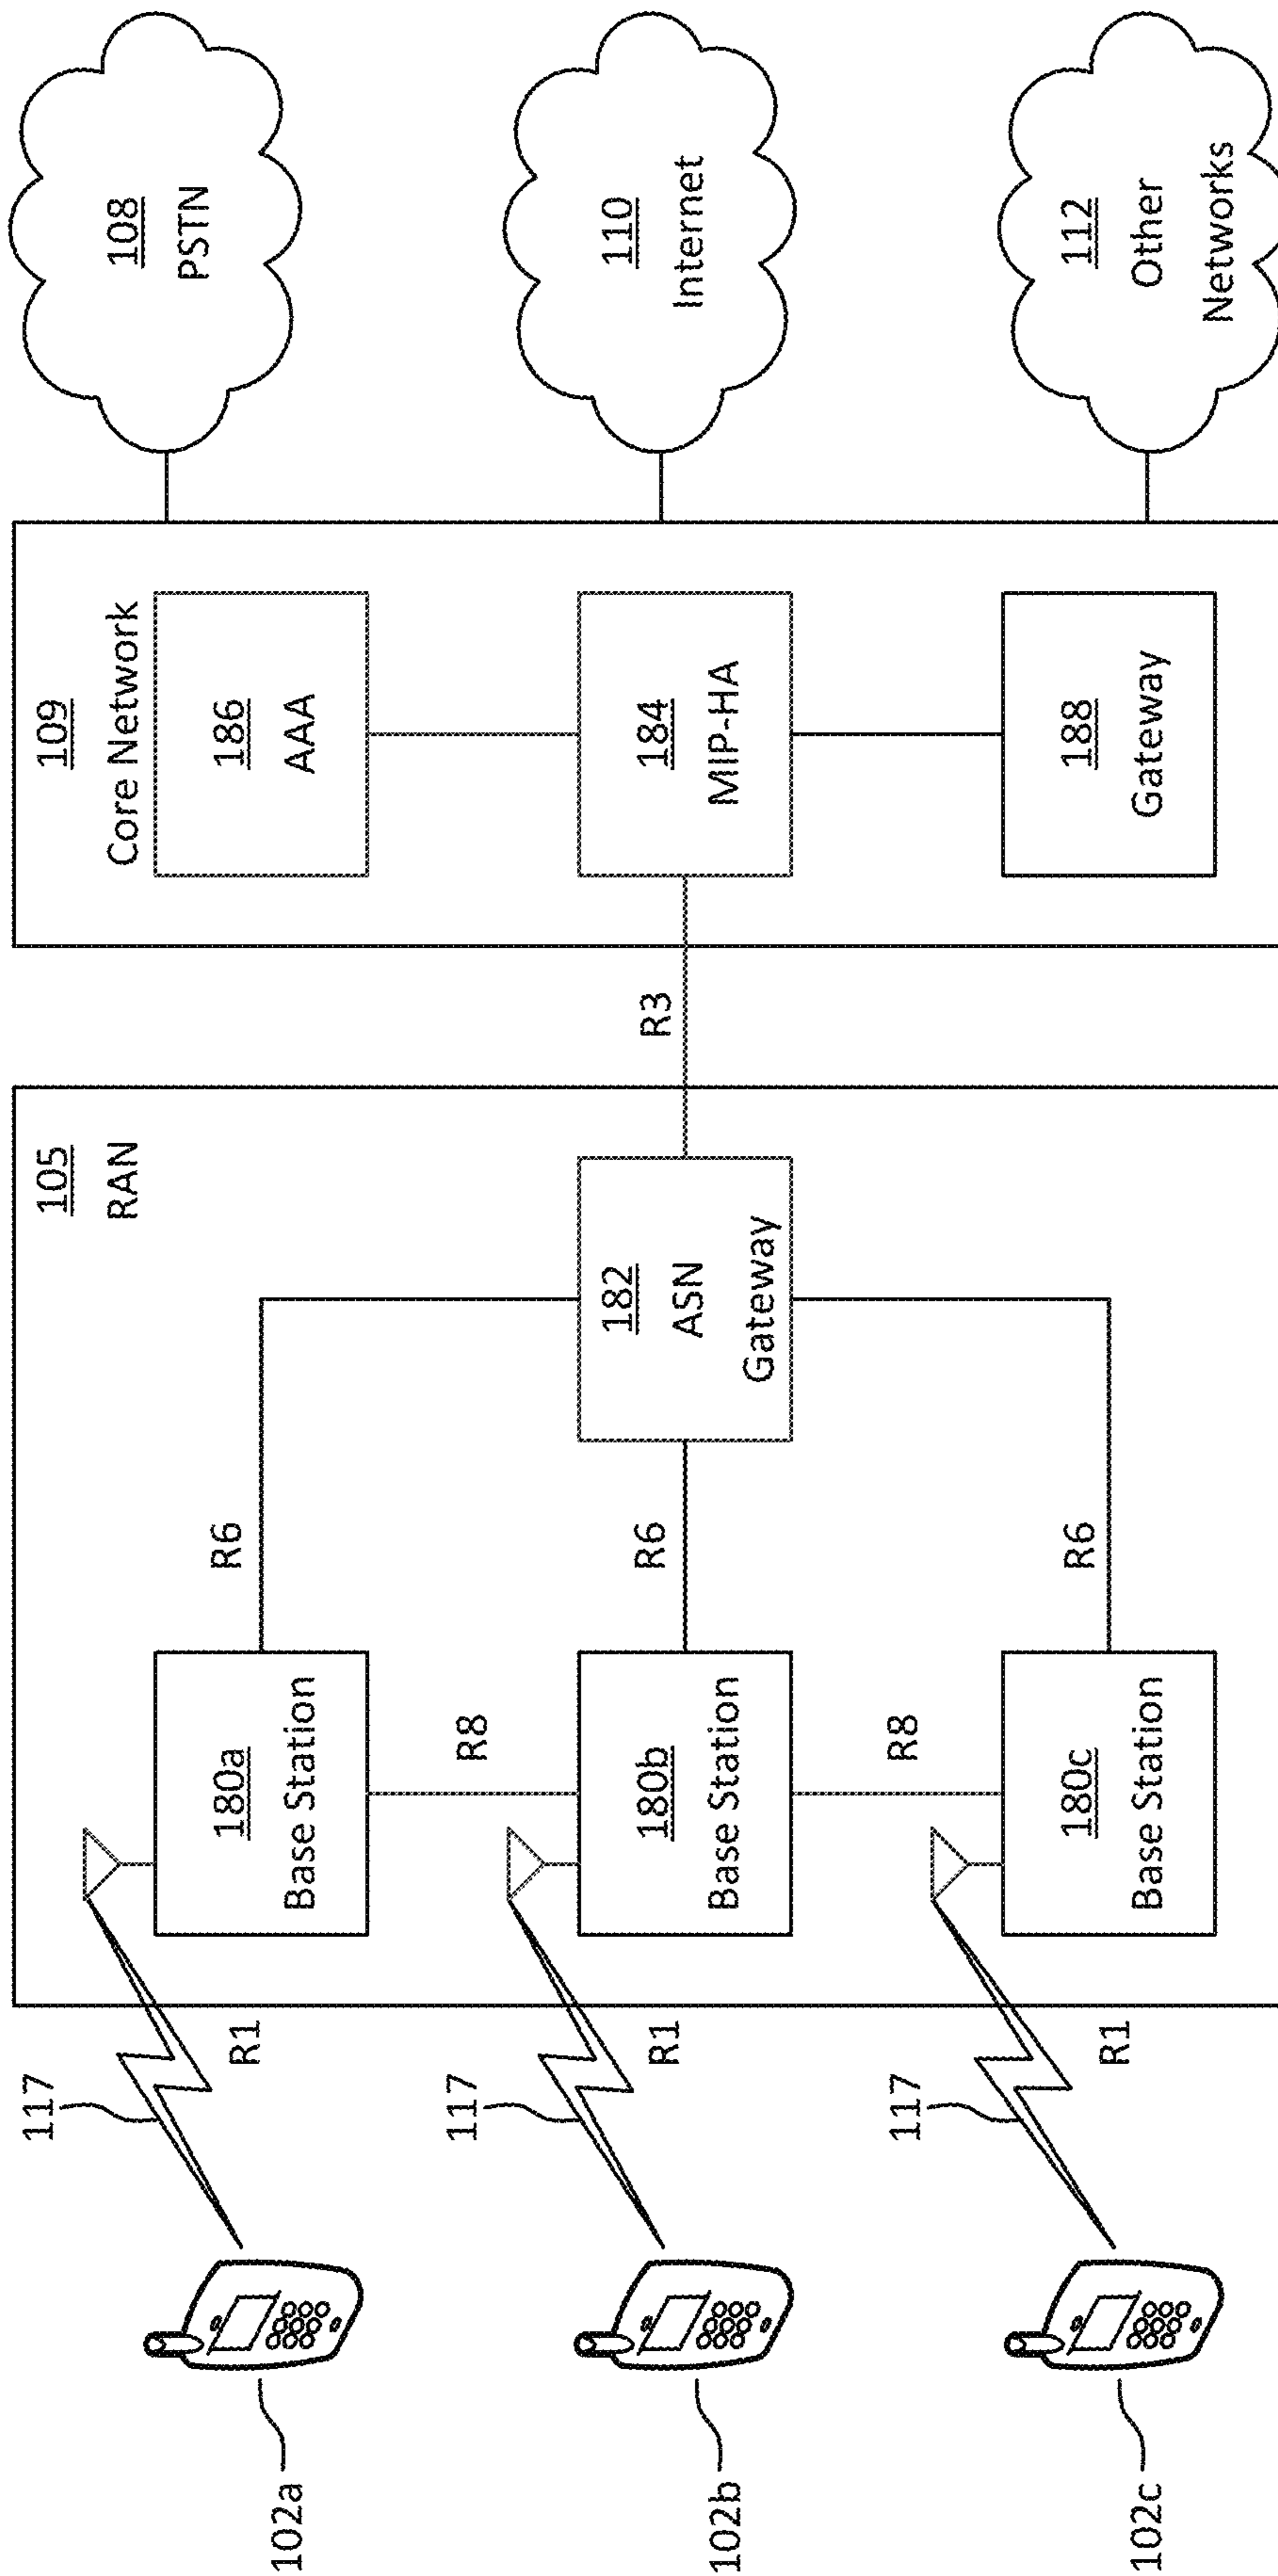 117
102a
R1
180a
Base Station
R6
R8
117
102b
R1
180b
Base Station
R6
R8
117
102c
R1
180c
Base Station
R6
105
RAN
182
ASN
Gateway
R3
109
Core Network
186
AAA
184
MIP-HA
188
Gateway
108
PSTN
110
Internet
112
Other
Networks